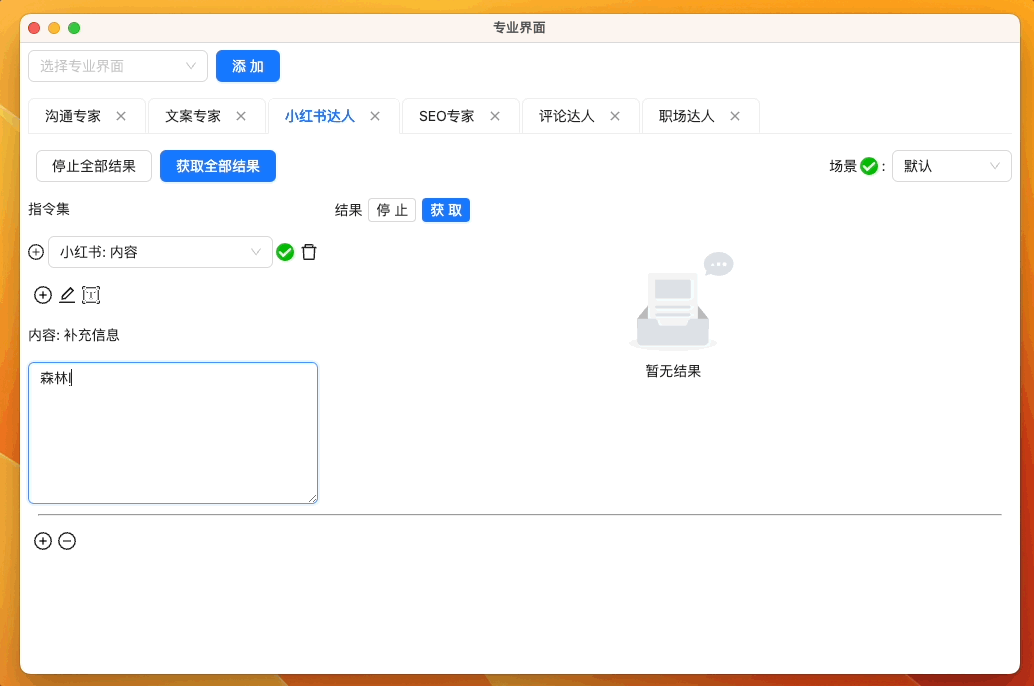 专业界面
选择专业界面 添 加
沟通专家 文案专家 小红书达人 SEO专家 评论达人 职场达人
停止全部结果 获取全部结果 场景 : 默认
指令集 结果 停 止 获 取
小红书: 内容
内容: 补充信息
森林
暂无结果